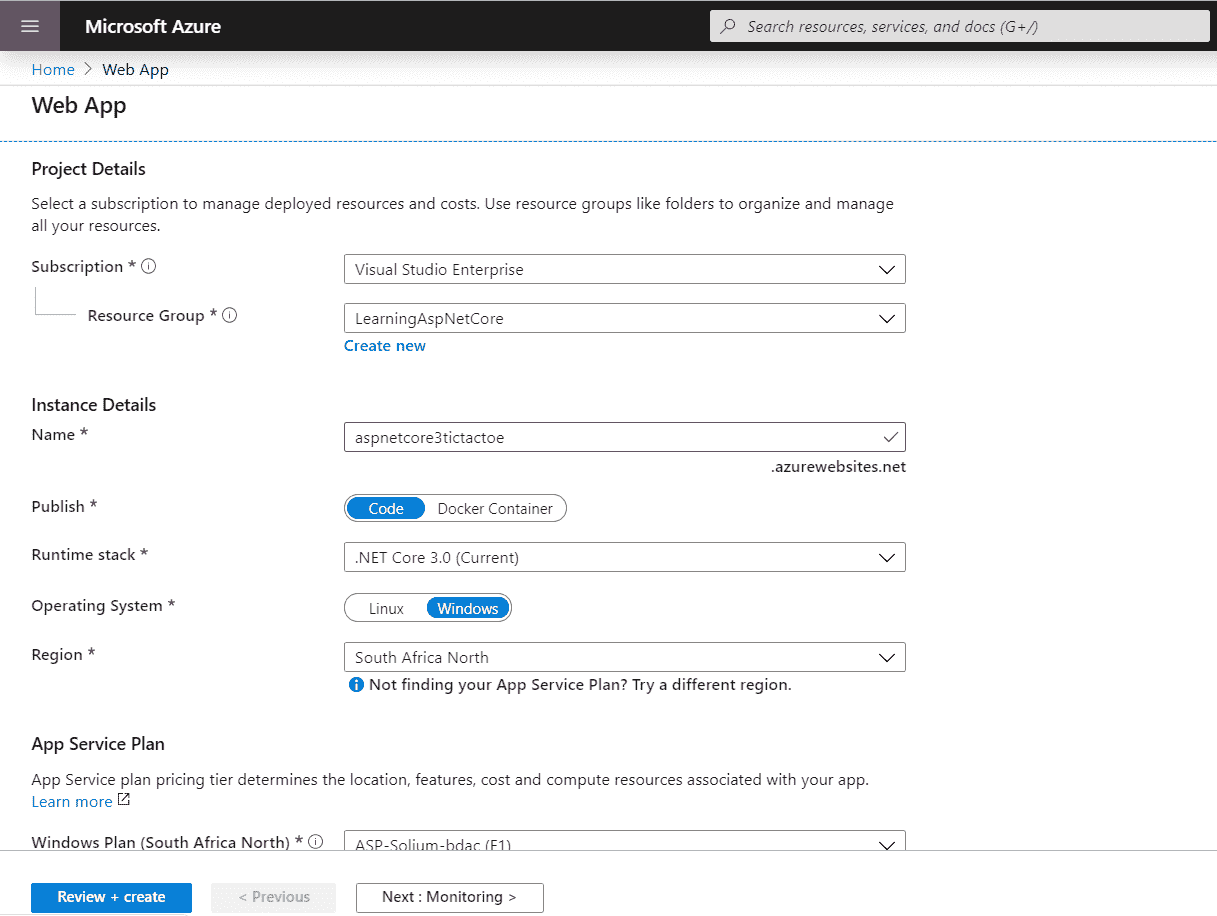 Microsoft Azure
Search resources, services, and docs (G+/)
Home > Web App
Web App
Project Details
Select a subscription to manage deployed resources and costs. Use resource groups like folders to organize and manage
all your resources.
Subscription *
Visual Studio Enterprise
Resource Group *
LearningAspNetCore
Create new
Instance Details
Name *
aspnetcore3tictactoe
.azurewebsites.net
Publish *
Code
Docker Container
Runtime stack *
.NET Core 3.0 (Current)
Operating System *
Linux
Windows
Region *
South Africa North
Not finding your App Service Plan? Try a different region.
App Service Plan
App Service plan pricing tier determines the location, features, cost and compute resources associated with your app.
Learn more
Windows Plan (South Africa North) *
ASP-Solium-bdac (F1)
Review + create
< Previous
Next : Monitoring >